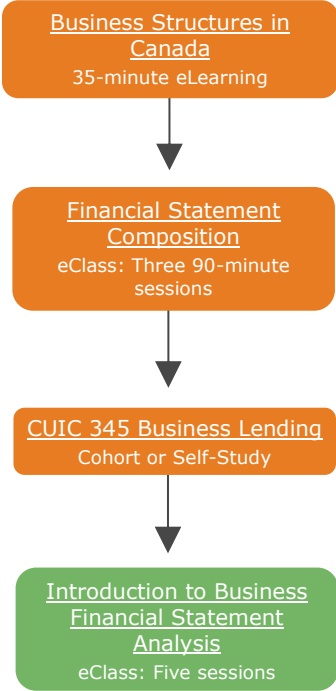 Business Structures in
Canada
35-minute eLearning
Financial Statement
Composition
eClass: Three 90-minute
sessions
CUIC 345 Business Lending
Cohort or Self-Study
Introduction to Business
Financial Statement
Analysis
eClass: Five sessions